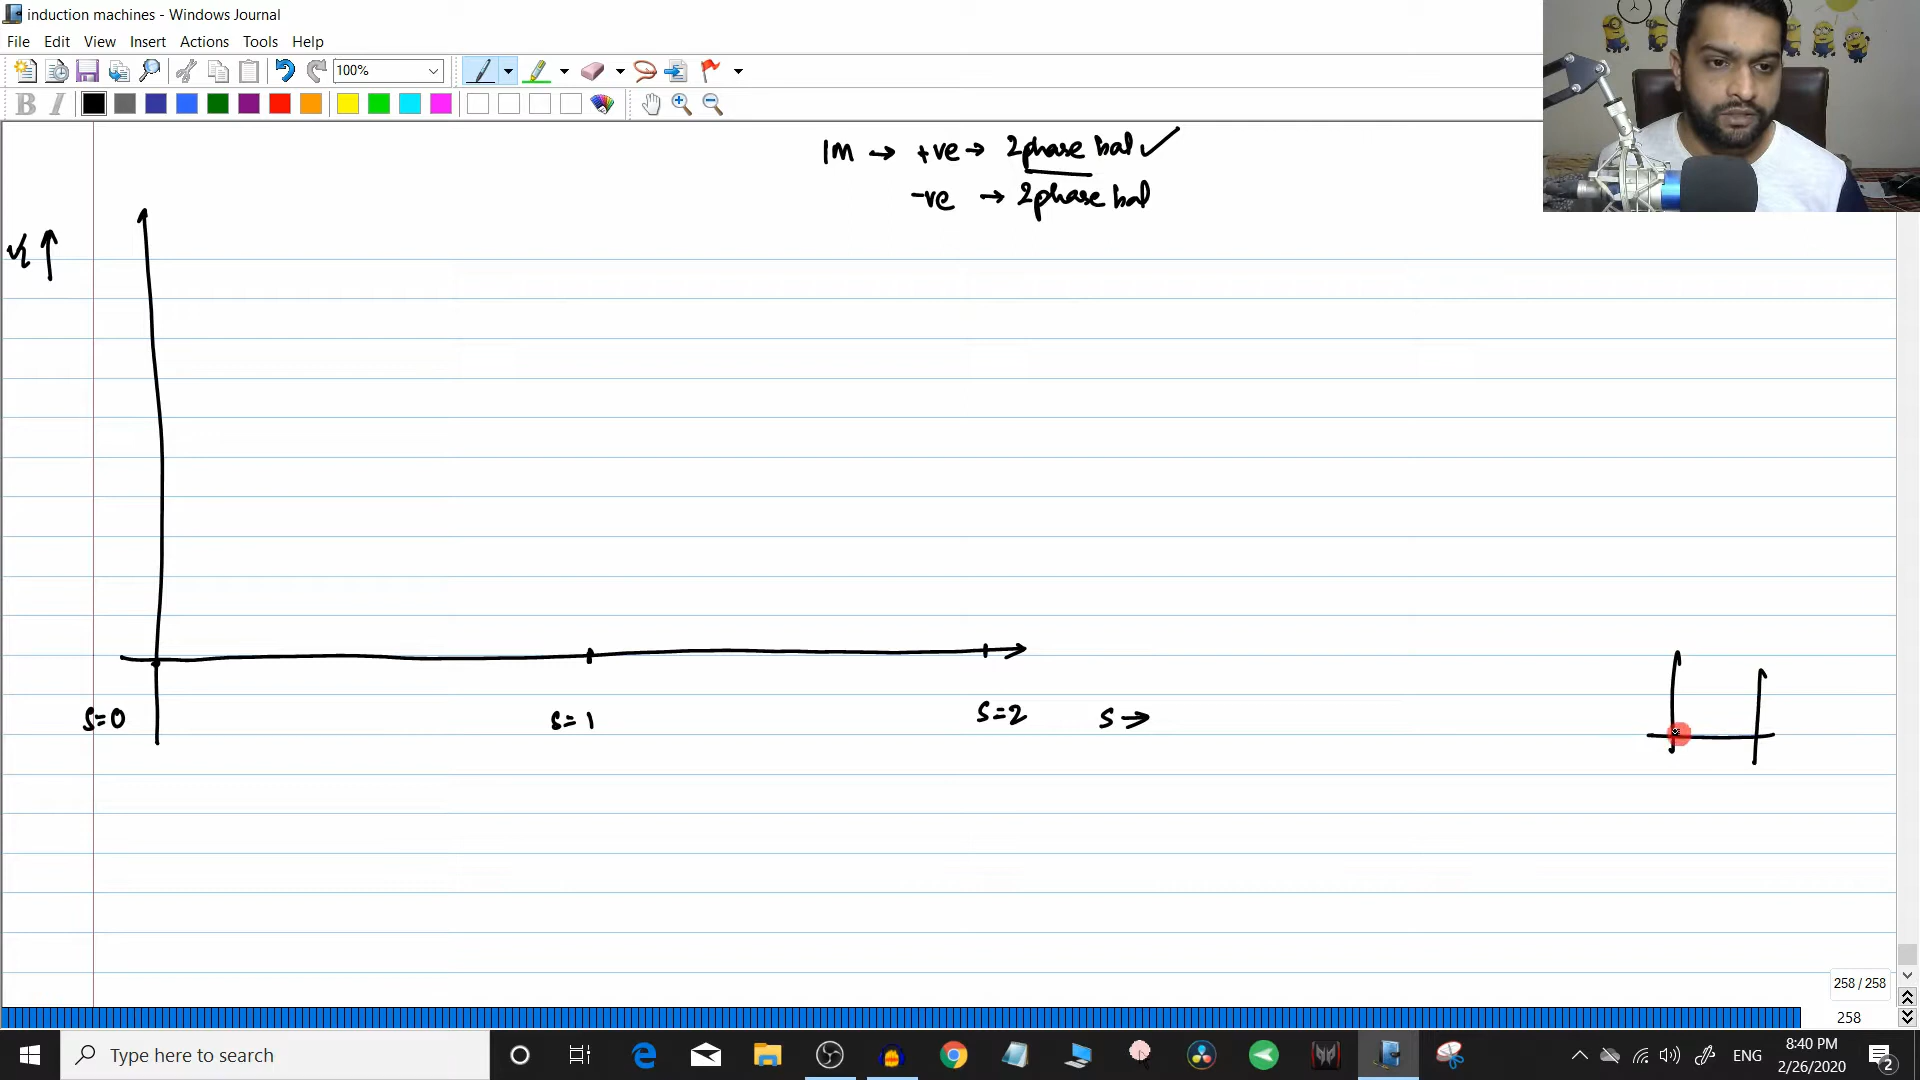 induction machines - Windows Journal
File Edit View Insert Actions Tools Help
100%
B I
IM → +ve → 2phase bal ✓
-ve → 2phase bal
S=0 S=1 S=2 S →
258 / 258
258
Type here to search
ENG
8:40 PM
2/26/2020
2